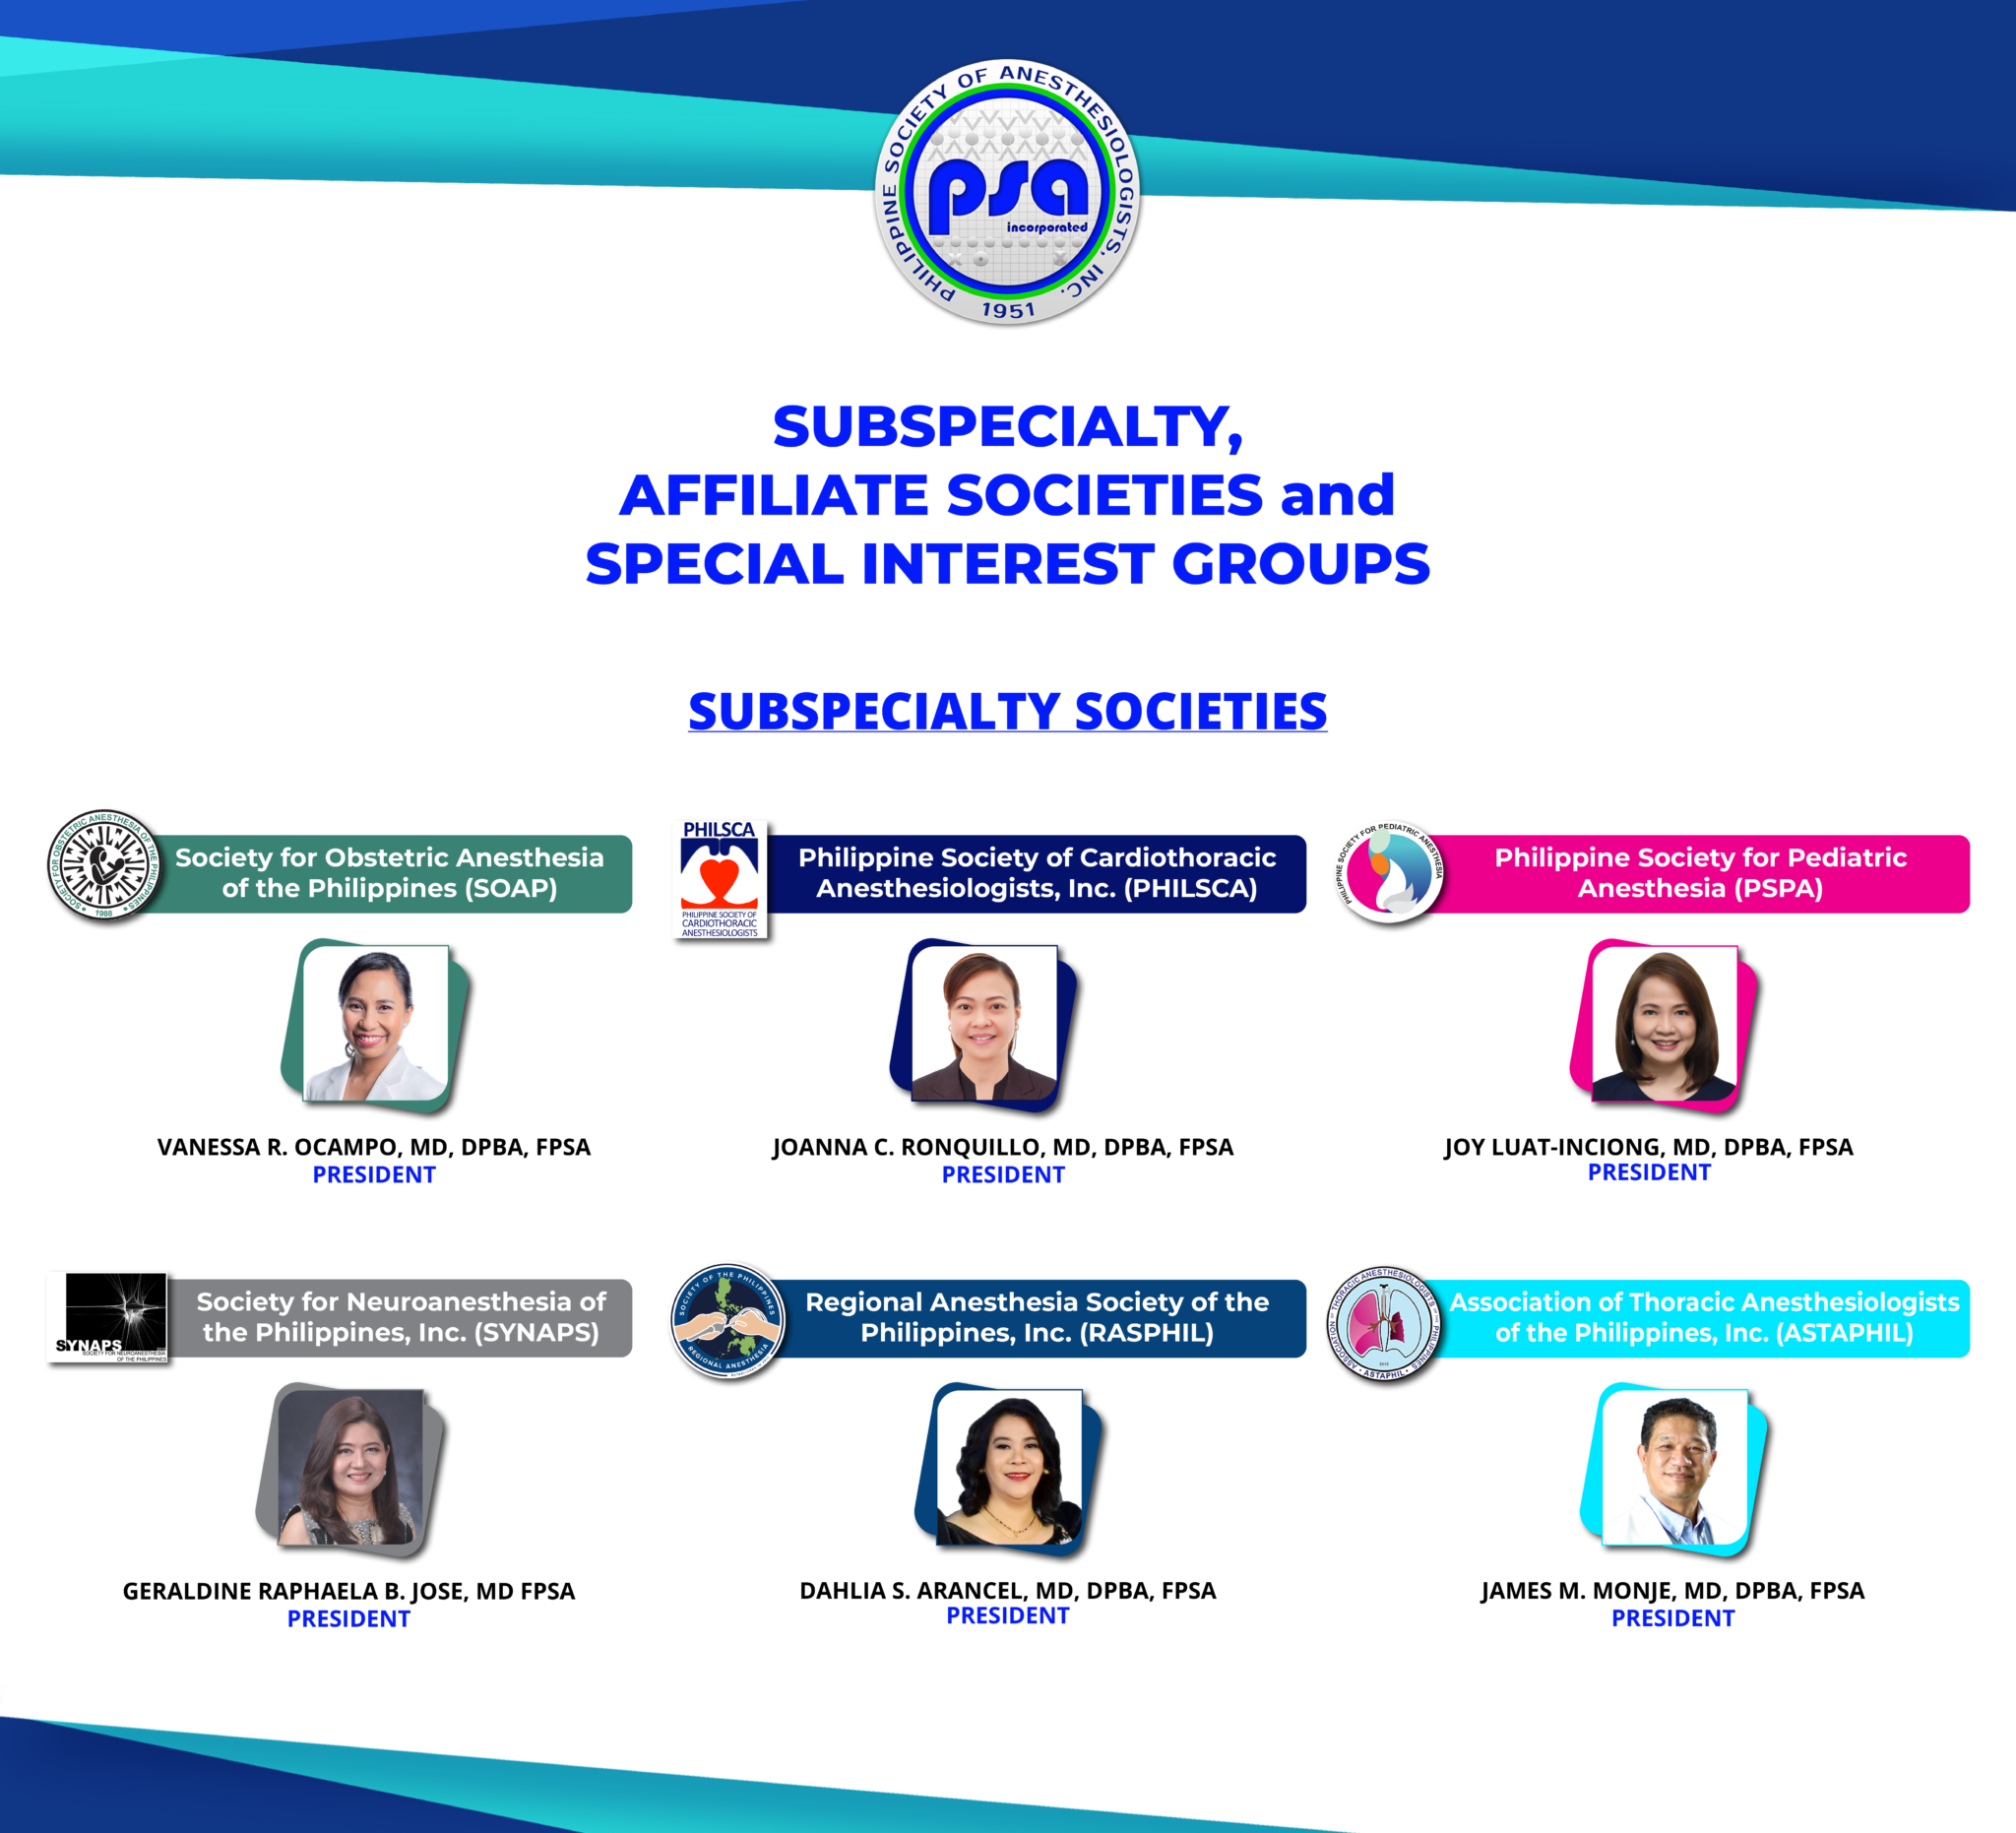 PHILIPPINE SOCIETY OF ANESTHESIOLOGISTS, INC.
psa
incorporated
1951
SUBSPECIALTY,
AFFILIATE SOCIETIES and
SPECIAL INTEREST GROUPS
SUBSPECIALTY SOCIETIES
SOCIETY FOR OBSTETRIC ANESTHESIA OF THE PHILIPPINES
1988
Society for Obstetric Anesthesia
of the Philippines (SOAP)
VANESSA R. OCAMPO, MD, DPBA, FPSA
PRESIDENT
PHILSCA
PHILIPPINE SOCIETY OF
CARDIOTHORACIC
ANESTHESIOLOGISTS
Philippine Society of Cardiothoracic
Anesthesiologists, Inc. (PHILSCA)
JOANNA C. RONQUILLO, MD, DPBA, FPSA
PRESIDENT
PHILIPPINE SOCIETY FOR PEDIATRIC ANESTHESIA
Philippine Society for Pediatric
Anesthesia (PSPA)
JOY LUAT-INCIONG, MD, DPBA, FPSA
PRESIDENT
SYNAPS
SOCIETY FOR NEUROANESTHESIA
OF THE PHILIPPINES
Society for Neuroanesthesia of
the Philippines, Inc. (SYNAPS)
GERALDINE RAPHAELA B. JOSE, MD FPSA
PRESIDENT
SOCIETY OF THE PHILIPPINES
REGIONAL ANESTHESIA
Regional Anesthesia Society of the
Philippines, Inc. (RASPHIL)
DAHLIA S. ARANCEL, MD, DPBA, FPSA
PRESIDENT
ASSOCIATION THORACIC ANESTHESIOLOGISTS PHILIPPINES
ASTAPHIL
Association of Thoracic Anesthesiologists
of the Philippines, Inc. (ASTAPHIL)
JAMES M. MONJE, MD, DPBA, FPSA
PRESIDENT